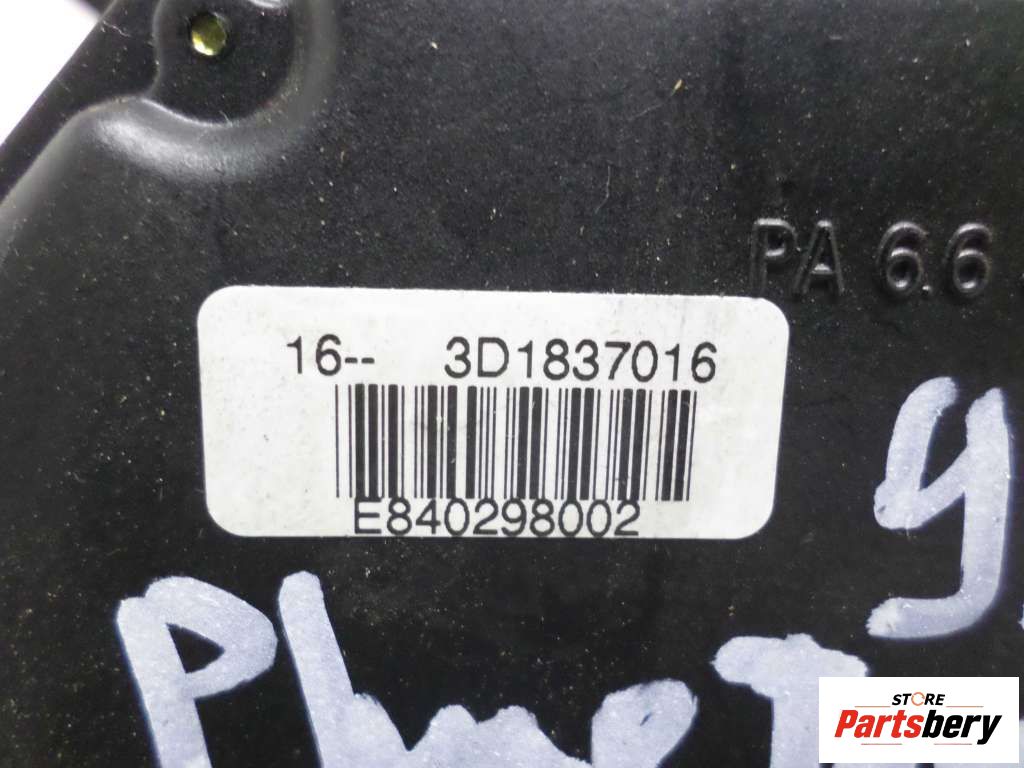 PA 6.6
16-- 3D1837016
E840298002
STORE
Partsbery